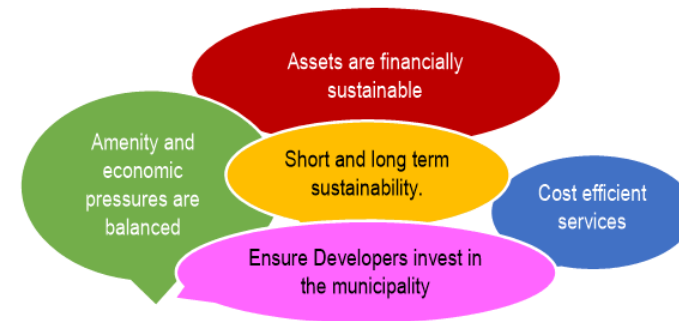 Assets are financially
sustainable
Amenity and
economic
pressures are
balanced
Short and long term
sustainability.
Cost efficient
services
Ensure Developers invest in
the municipality